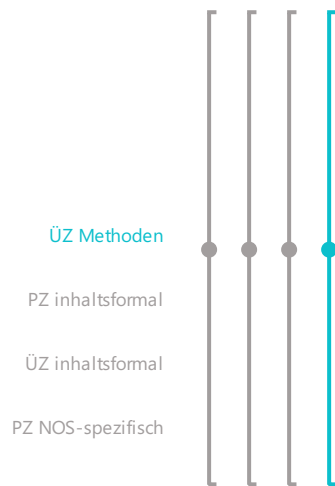 ÜZ Methoden
PZ inhaltsformal
ÜZ inhaltsformal
PZ NOS-spezifisch